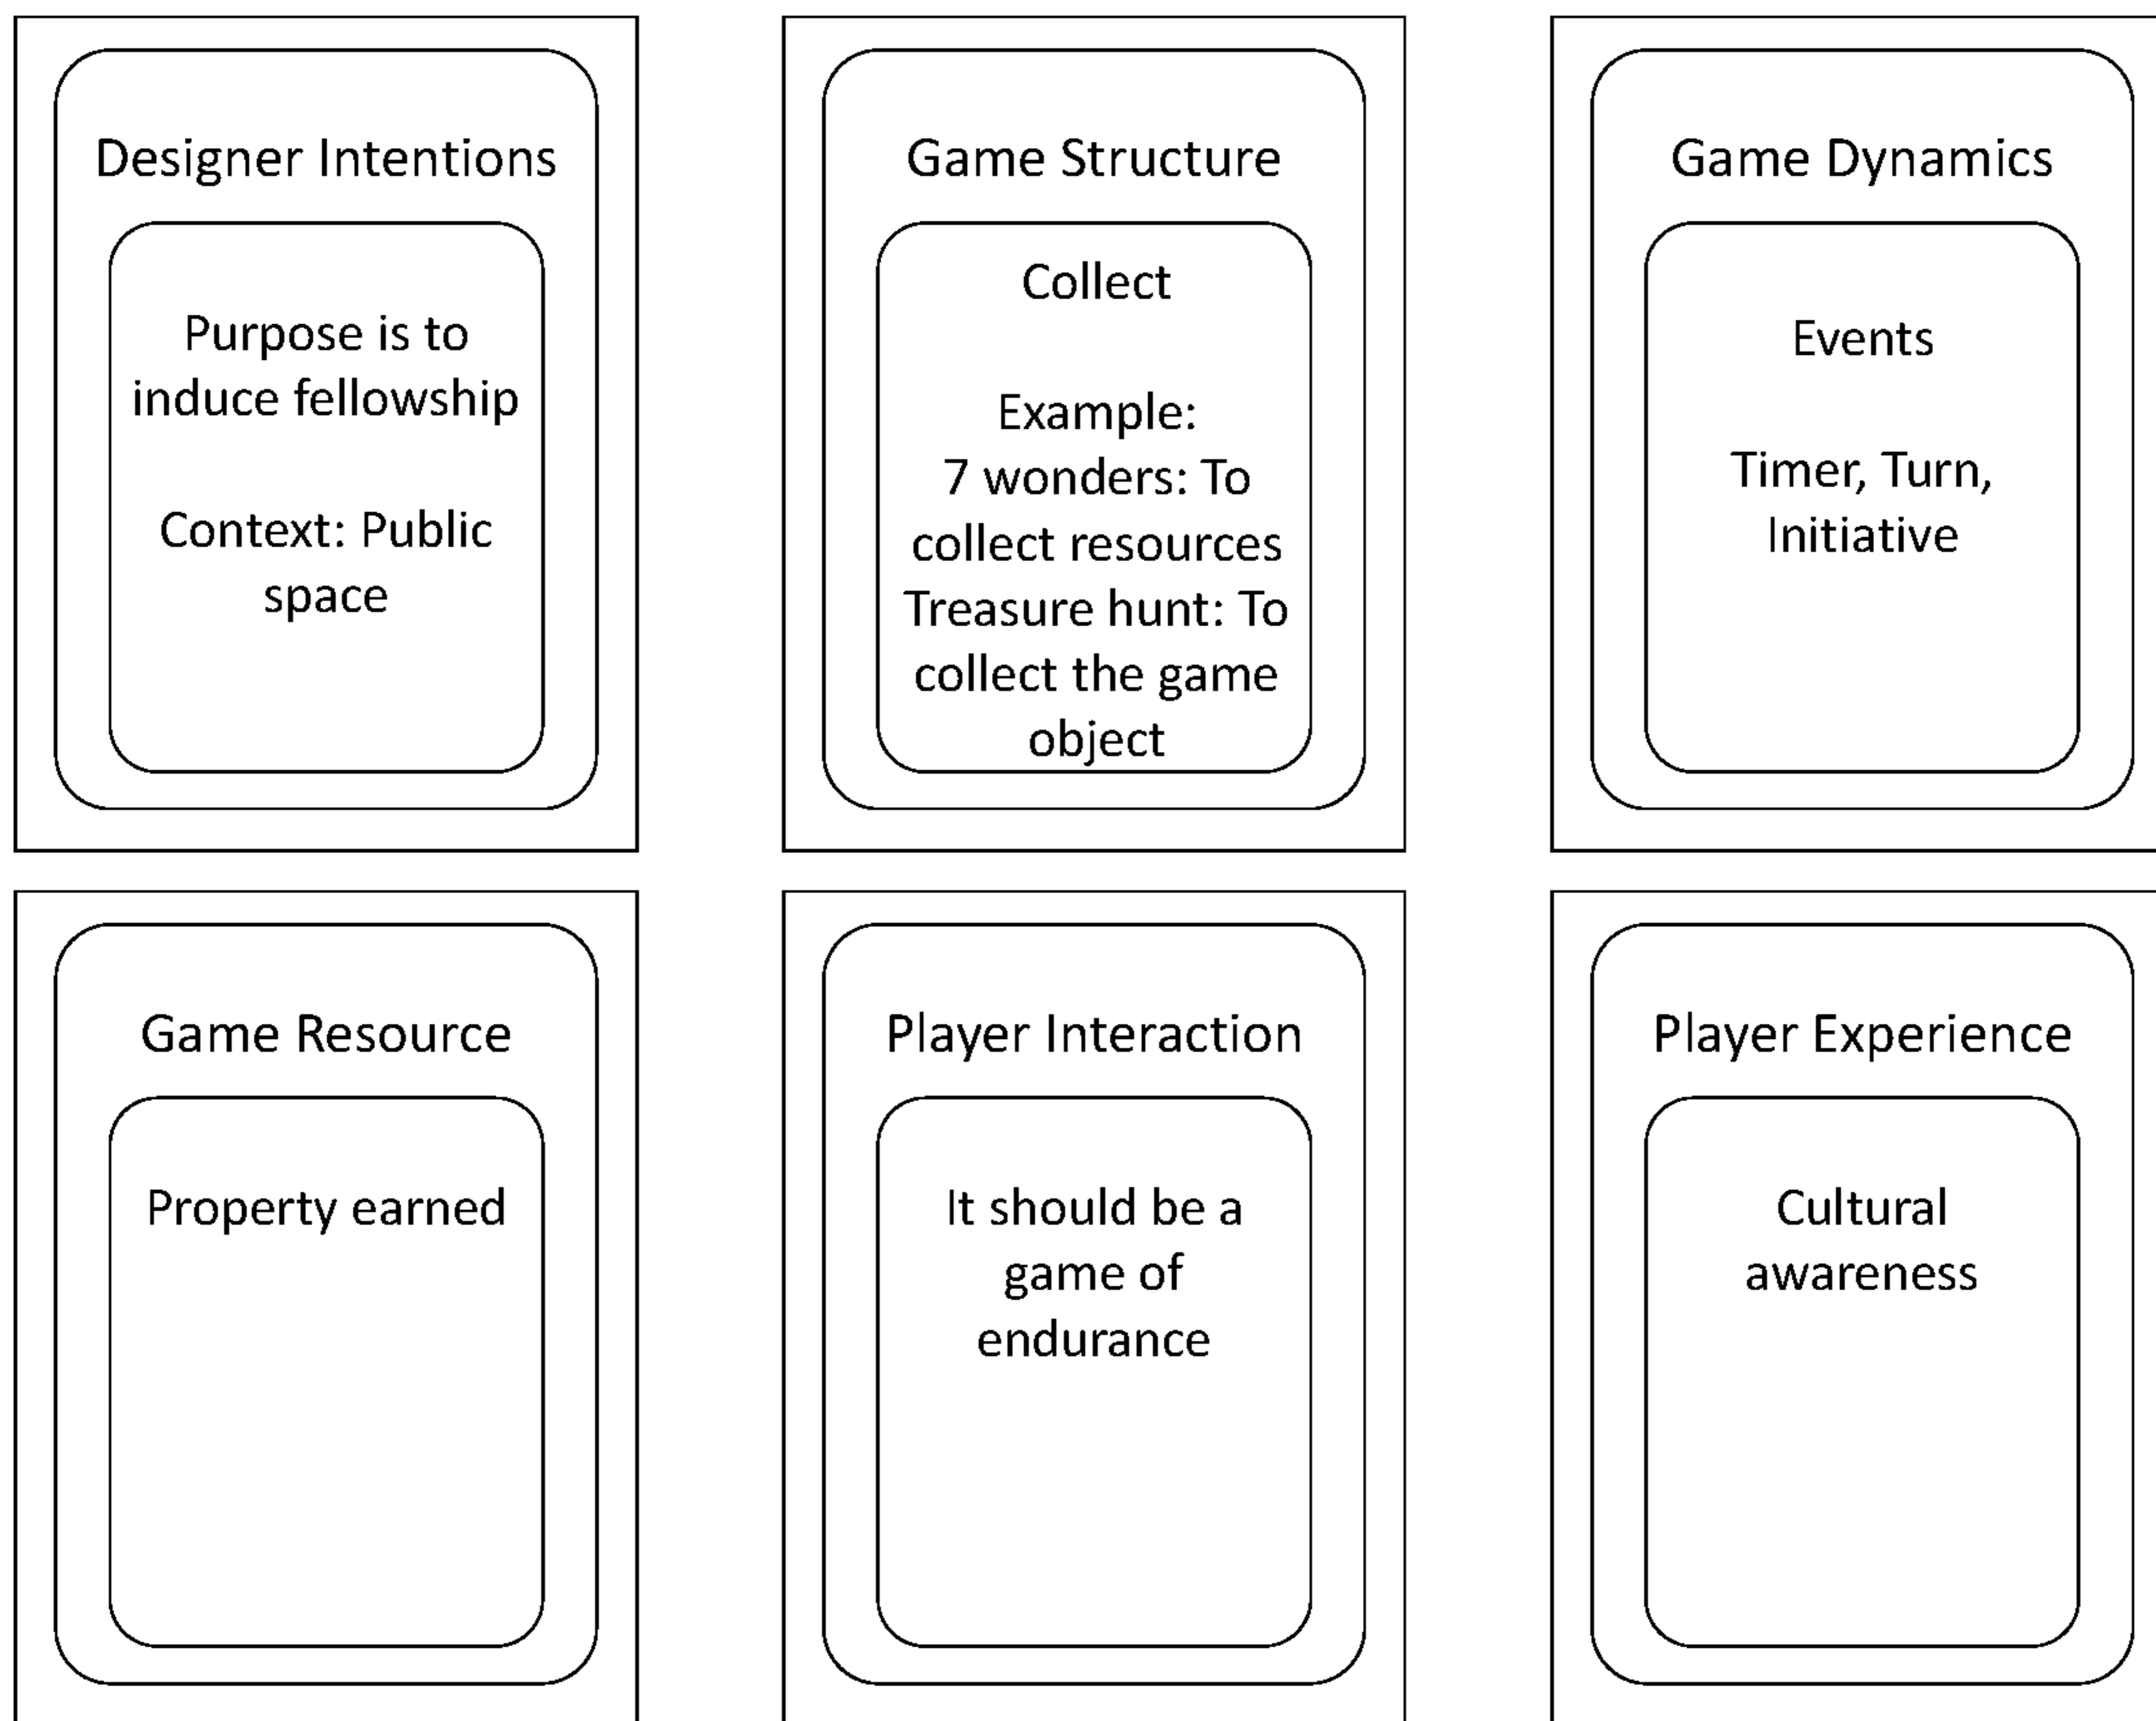 Designer Intentions
Purpose is to
induce fellowship
Context: Public
space
Game Structure
Collect
Example:
7 wonders: To
collect resources
Treasure hunt: To
collect the game
object
Game Dynamics
Events
Timer, Turn,
Initiative
Game Resource
Property earned
Player Interaction
It should be a
game of
endurance
Player Experience
Cultural
awareness